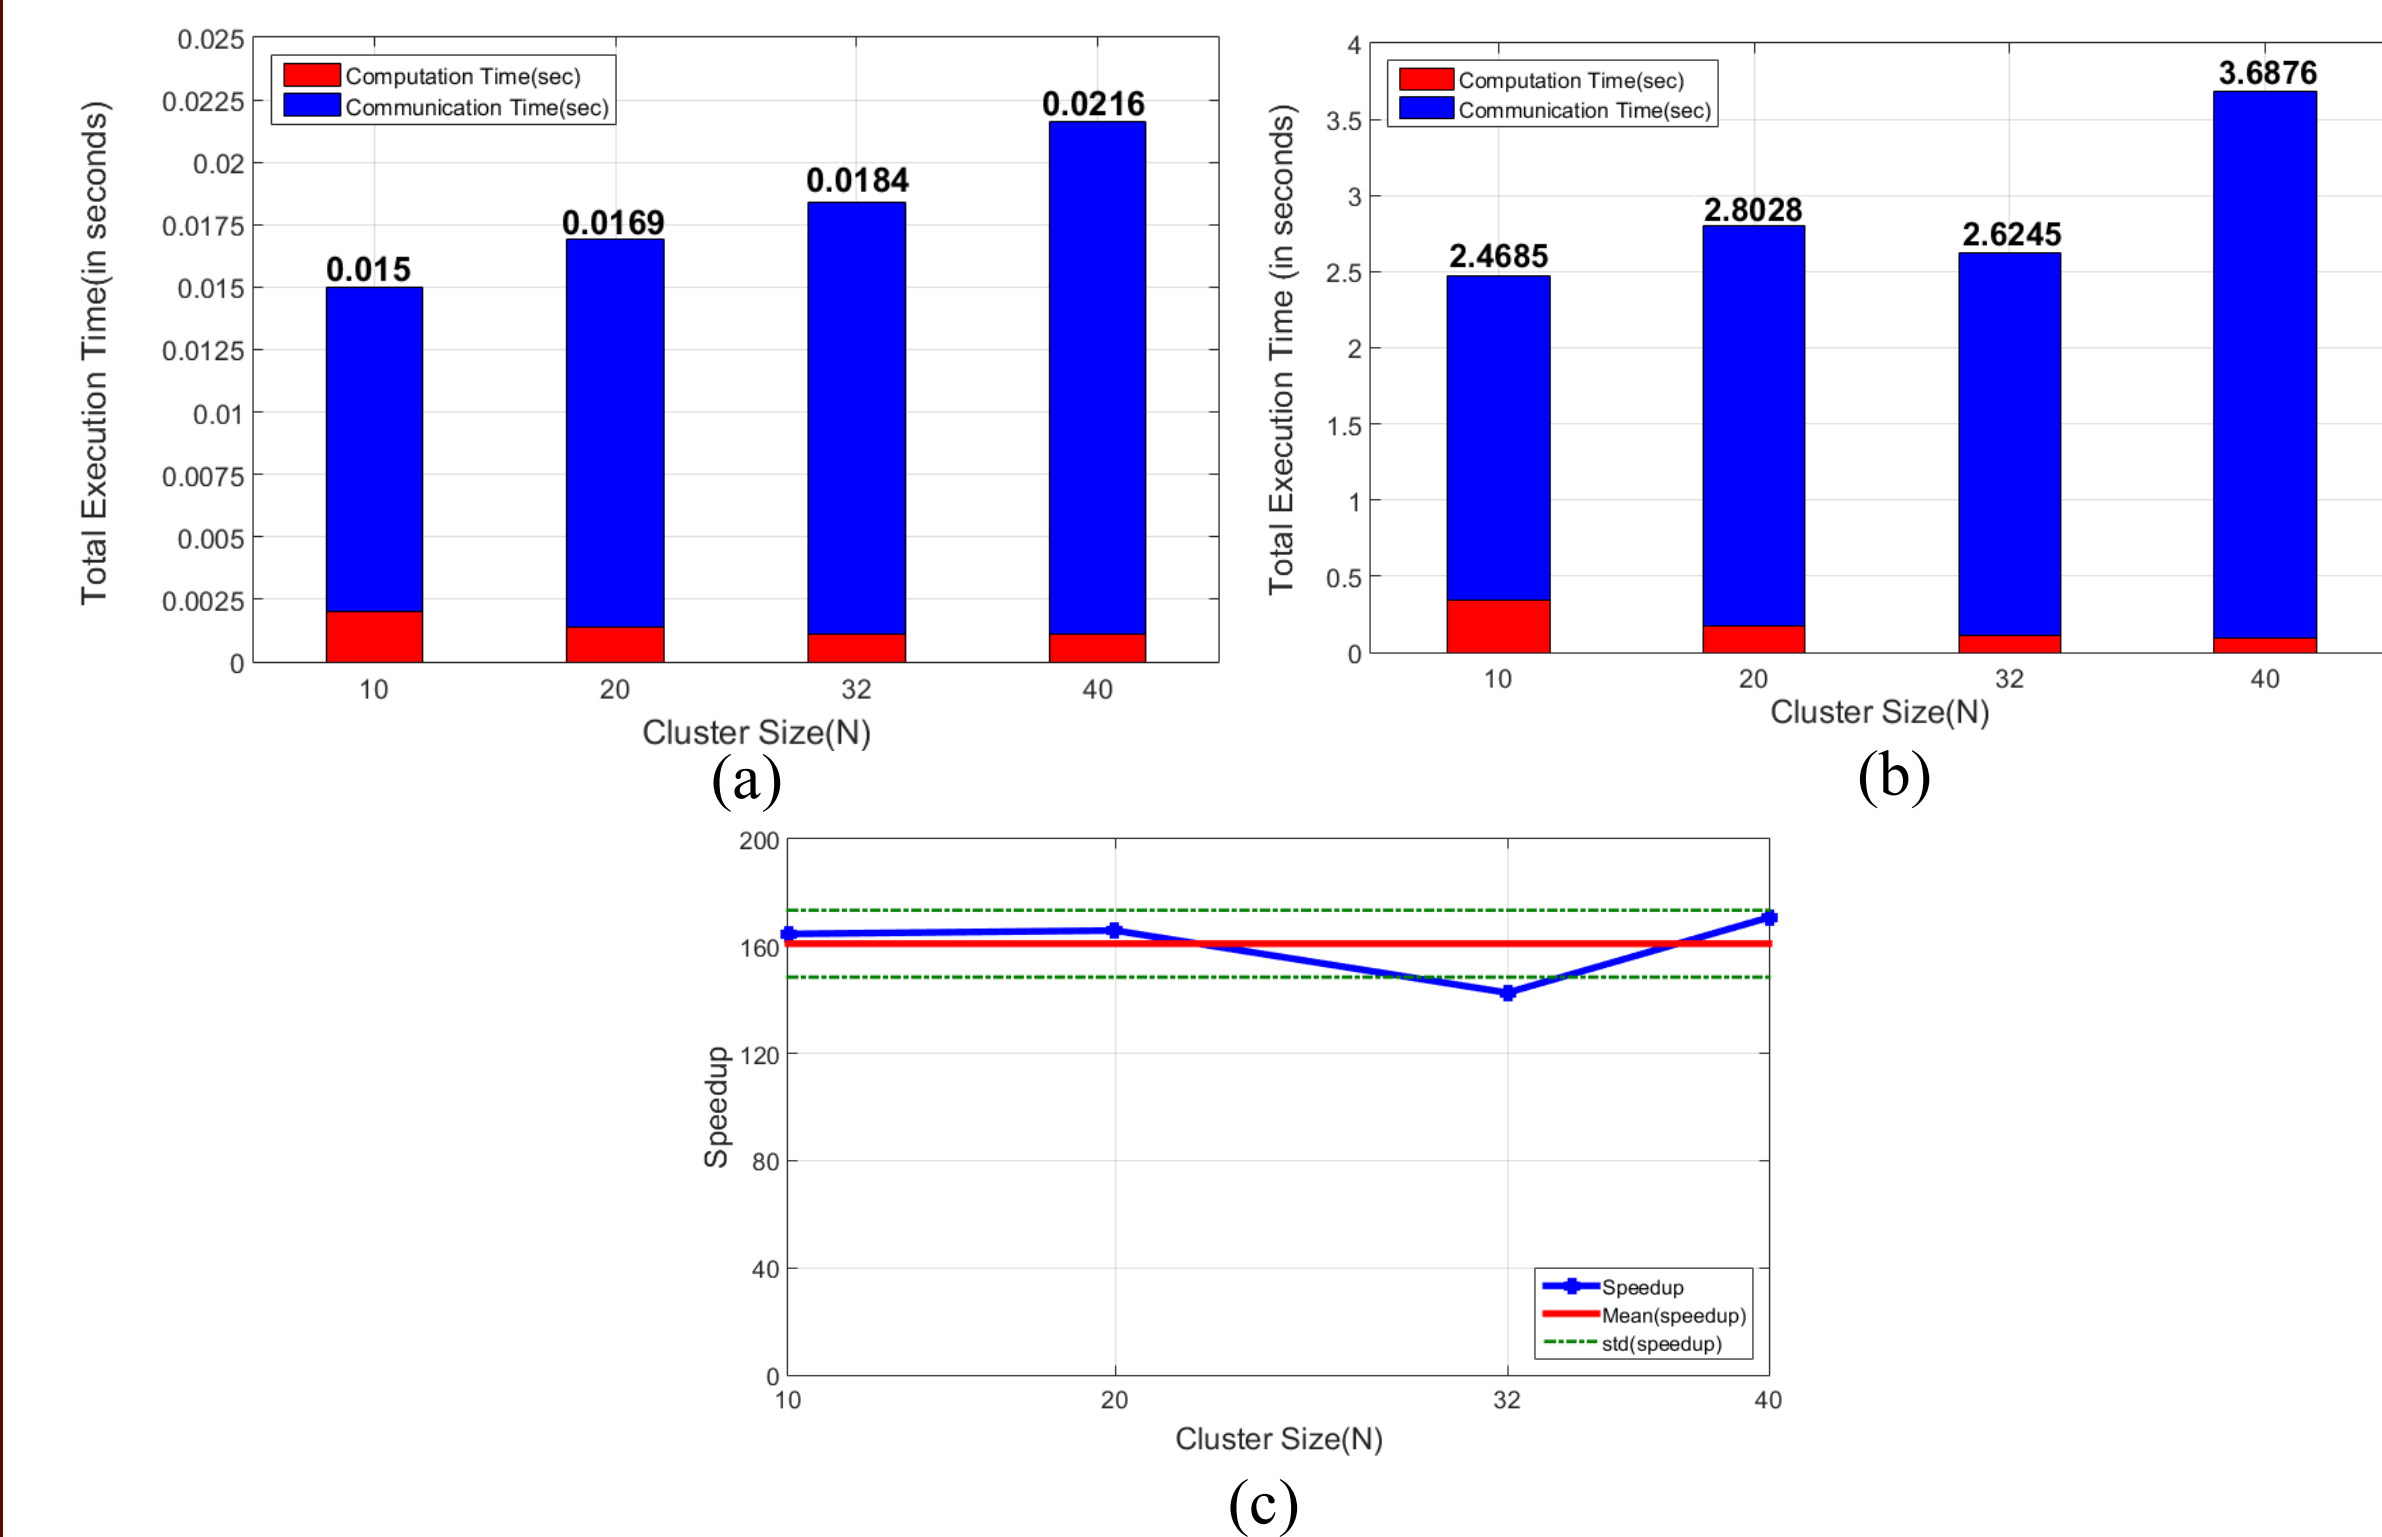 0.025
0.0225
0.02
0.0175
0.015
0.0125
0.01
0.0075
0.005
0.0025
0
Total Execution Time(in seconds)
Computation Time(sec)
Communication Time(sec)
0.015
0.0169
0.0184
0.0216
10 20 32 40
Cluster Size(N)
(a)
4
3.5
3
2.5
2
1.5
1
0.5
0
Total Execution Time (in seconds)
Computation Time(sec)
Communication Time(sec)
2.4685
2.8028
2.6245
3.6876
10 20 32 40
Cluster Size(N)
(b)
200
160
120
80
40
0
Speedup
Speedup
Mean(speedup)
std(speedup)
10 20 32 40
Cluster Size(N)
(c)